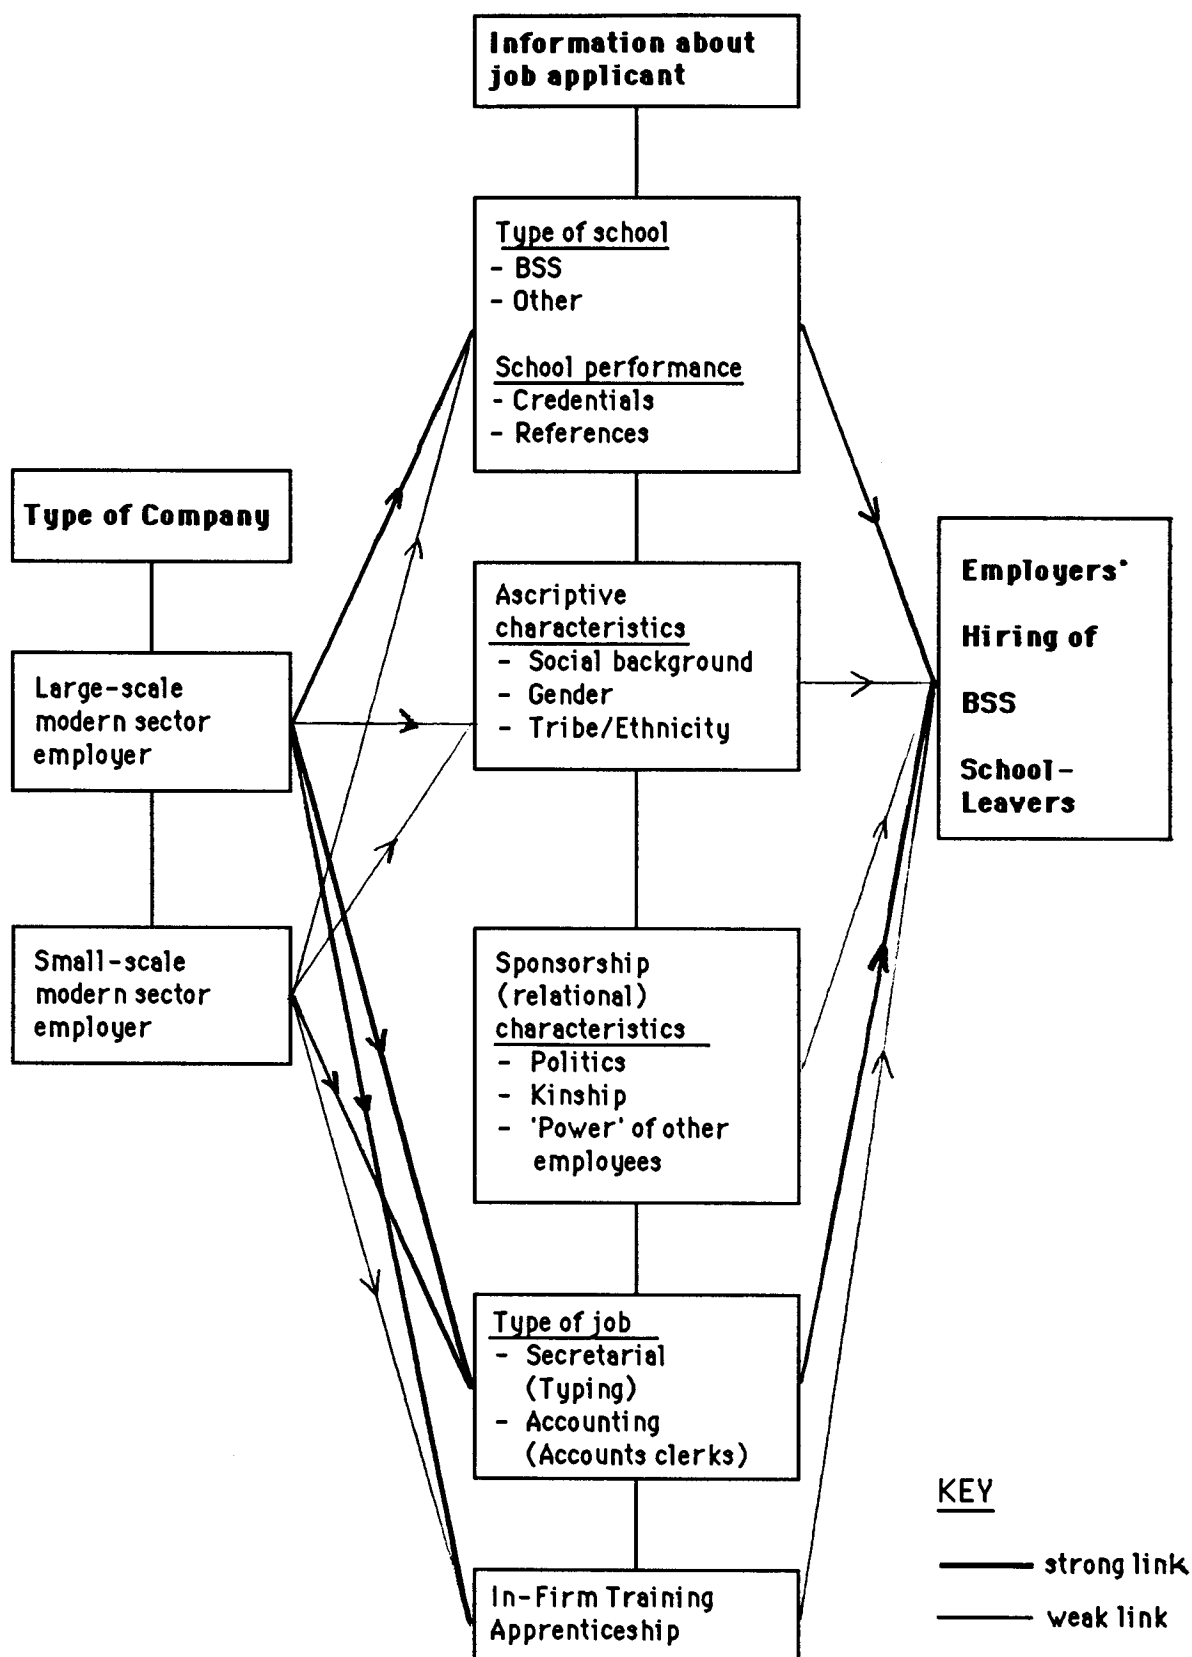 Information about
job applicant
Type of school
- BSS
- Other
School performance
- Credentials
- References
Type of Company
Large-scale
modern sector
employer
Small-scale
modern sector
employer
Ascriptive
characteristics
- Social background
- Gender
- Tribe/Ethnicity
Sponsorship
(relational)
characteristics
- Politics
- Kinship
- 'Power' of other
employees
Type of job
- Secretarial
(Typing)
- Accounting
(Accounts clerks)
In-Firm Training
Apprenticeship
Employers'
Hiring of
BSS
School-
Leavers
KEY
strong link
weak link